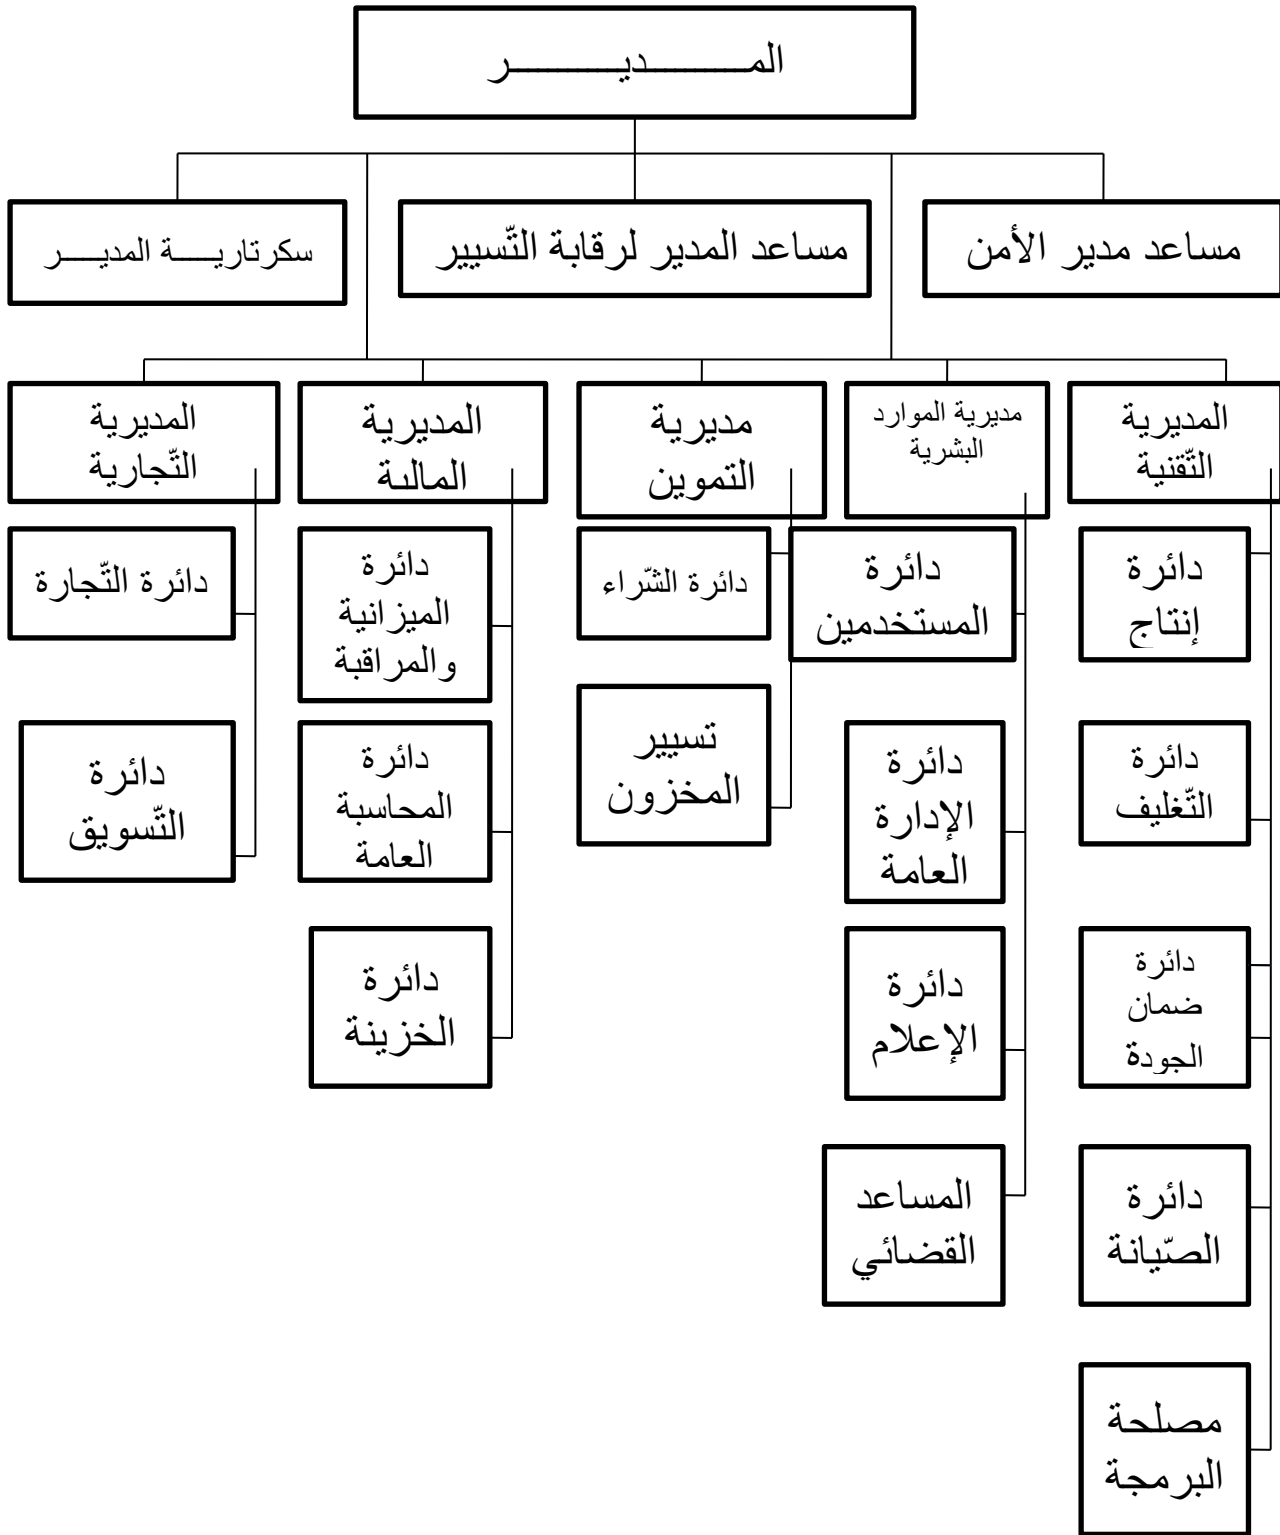 المـــــــديـــــــر
مساعد مدير الأمن
مساعد المدير لرقابة التّسيير
سكرتاريـــة المديـــر
المديرية
التّقنية
مديرية الموارد
البشرية
مديرية
التموين
المديرية
المالية
المديرية
التّجارية
دائرة
إنتاج
دائرة
المستخدمين
دائرة الشّراء
دائرة
الميزانية
والمراقبة
دائرة التّجارة
دائرة
التّغليف
دائرة
الإدارة
العامة
تسيير
المخزون
دائرة
المحاسبة
العامة
دائرة
التّسويق
دائرة
ضمان
الجودة
دائرة
الإعلام
دائرة
الخزينة
دائرة
الصّيانة
المساعد
القضائي
مصلحة
البرمجة